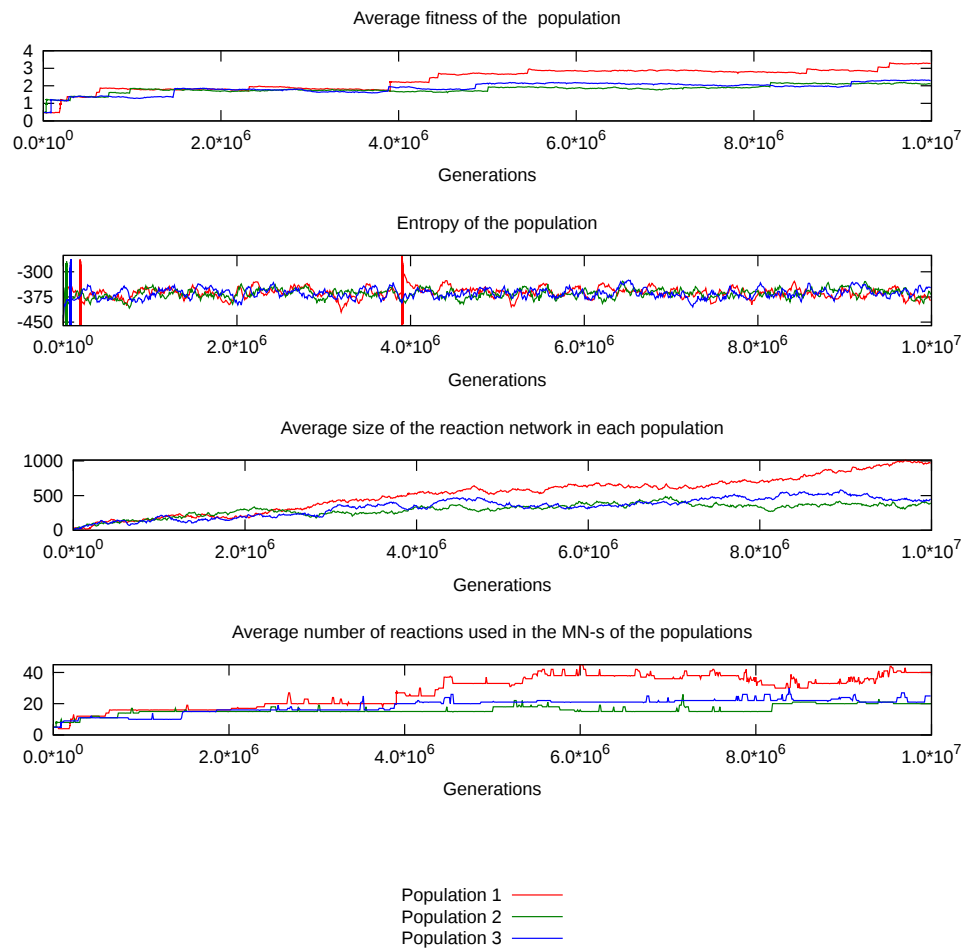 Average fitness of the  population
4
3
2
1
0
0.0*10^0 2.0*10^6 4.0*10^6 6.0*10^6 8.0*10^6 1.0*10^7
Generations
Entropy of the population
-300
-375
-450
0.0*10^0 2.0*10^6 4.0*10^6 6.0*10^6 8.0*10^6 1.0*10^7
Generations
Average size of the reaction network in each population
1000
500
0
0.0*10^0 2.0*10^6 4.0*10^6 6.0*10^6 8.0*10^6 1.0*10^7
Generations
Average number of reactions used in the MN-s of the populations
40
20
0
0.0*10^0 2.0*10^6 4.0*10^6 6.0*10^6 8.0*10^6 1.0*10^7
Generations
Population 1
Population 2
Population 3